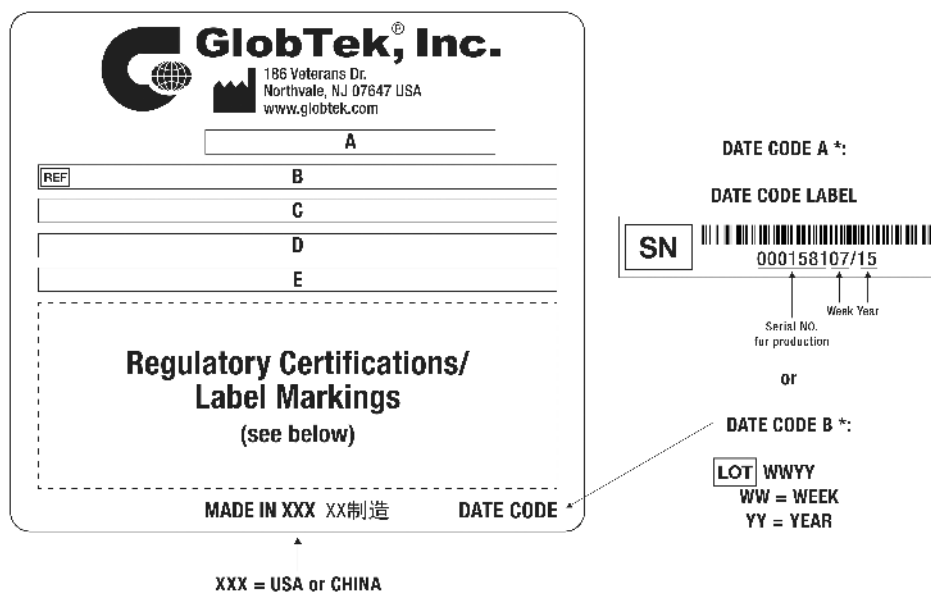 GlobTek,® Inc.
186 Veterans Dr.
Northvale, NJ 07647 USA
www.globtek.com
A
REF B
C
D
E
Regulatory Certifications/
Label Markings
(see below)
MADE IN XXX XX制造 DATE CODE
XXX = USA or CHINA
DATE CODE A *:
DATE CODE LABEL
SN
000158107/15
Week Year
Serial NO.
for production
or
DATE CODE B *:
LOT WWYY
WW = WEEK
YY = YEAR